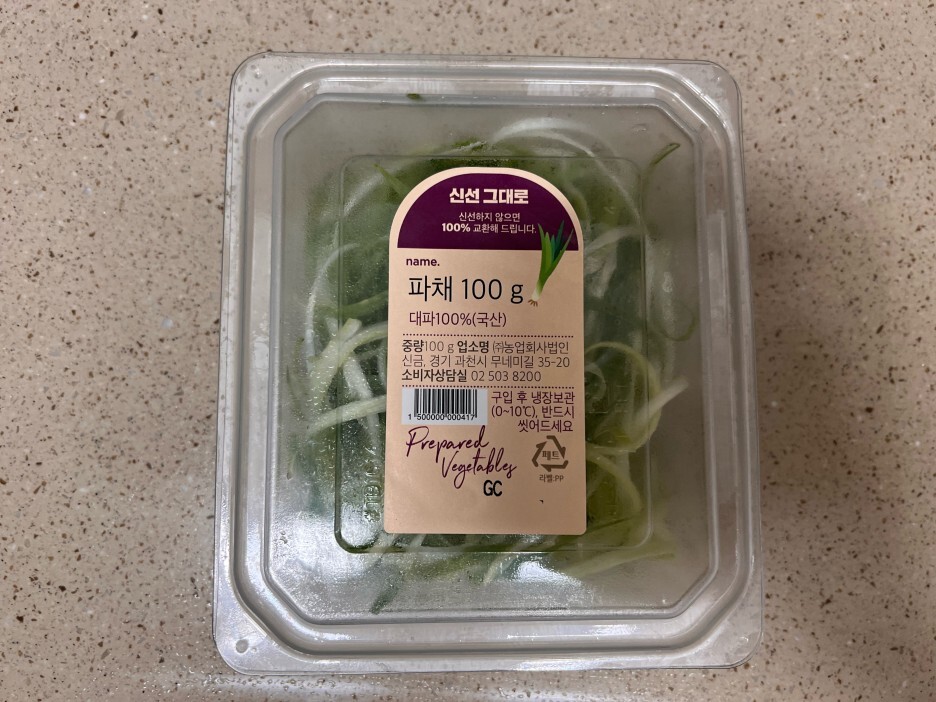 신선 그대로
신선하지 않으면
100% 교환해 드립니다.
name.
파채 100 g
대파100%(국산)
중량100 g 업소명 ㈜농업회사법인
신금, 경기 과천시 무네미길 35-20
소비자상담실 02 503 8200
구입 후 냉장보관
(0~10℃), 반드시
씻어드세요
1 500000 000417
Prepared
Vegetables
GC
페트
라벨:PP